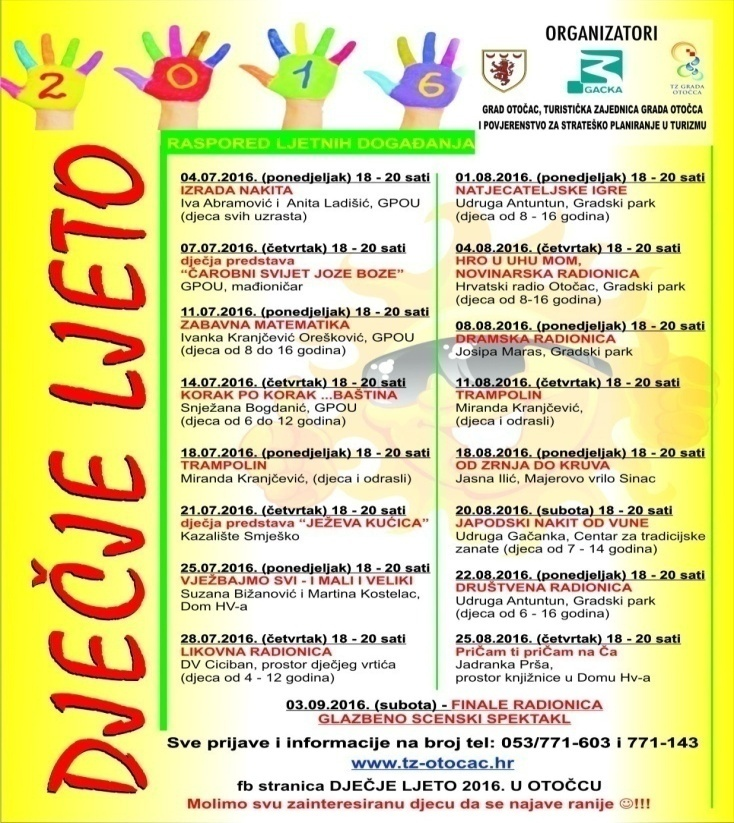 2 0 1 6
ORGANIZATORI
GACKA
TZ GRADA
OTOČCA
GRAD OTOČAC, TURISTIČKA ZAJEDNICA GRADA OTOČCA
I POVJERENSTVO ZA STRATEŠKO PLANIRANJE U TURIZMU
DJEČJE LJETO
RASPORED LJETNIH DOGAĐANJA
04.07.2016. (ponedjeljak) 18 - 20 sati
IZRADA NAKITA
Iva Abramović i Anita Ladišić, GPOU
(djeca svih uzrasta)
07.07.2016. (četvrtak) 18 - 20 sati
dječja predstava
“ČAROBNI SVIJET JOZE BOZE”
GPOU, mađioničar
11.07.2016. (ponedjeljak) 18 - 20 sati
ZABAVNA MATEMATIKA
Ivanka Kranjčević Orešković, GPOU
(djeca od 8 do 16 godina)
14.07.2016. (četvrtak) 18 - 20 sati
KORAK PO KORAK ...BAŠTINA
Snježana Bogdanić, GPOU
(djeca od 6 do 12 godina)
18.07.2016. (ponedjeljak) 18 - 20 sati
TRAMPOLIN
Miranda Kranjčević, (djeca i odrasli)
21.07.2016. (četvrtak) 18 - 20 sati
dječja predstava “JEŽEVA KUĆICA”
Kazalište Smješko
25.07.2016. (ponedjeljak) 18 - 20 sati
VJEŽBAJMO SVI - I MALI I VELIKI
Suzana Bižanović i Martina Kostelac,
Dom HV-a
28.07.2016. (četvrtak) 18 - 20 sati
LIKOVNA RADIONICA
DV Ciciban, prostor dječjeg vrtića
(djeca od 4 - 12 godina)
01.08.2016. (ponedjeljak) 18 - 20 sati
NATJECATELJSKE IGRE
Udruga Antuntun, Gradski park
(djeca od 8 - 16 godina)
04.08.2016. (četvrtak) 18 - 20 sati
HRO U UHU MOM,
NOVINARSKA RADIONICA
Hrvatski radio Otočac, Gradski park
(djeca od 8-16 godina)
08.08.2016. (ponedjeljak) 18 - 20 sati
DRAMSKA RADIONICA
Josipa Maras, Gradski park
11.08.2016. (četvrtak) 18 - 20 sati
TRAMPOLIN
Miranda Kranjčević,
(djeca i odrasli)
18.08.2016. (ponedjeljak) 18 - 20 sati
OD ZRNJA DO KRUVA
Jasna Ilić, Majerovo vrilo Sinac
20.08.2016. (subota) 18 - 20 sati
JAPODSKI NAKIT OD VUNE
Udruga Gačanka, Centar za tradicijske
zanate (djeca od 7 - 14 godina)
22.08.2016. (ponedjeljak) 18 - 20 sati
DRUŠTVENA RADIONICA
Udruga Antuntun, Gradski park
(djeca od 6 - 16 godina)
25.08.2016. (četvrtak) 18 - 20 sati
PriČam ti priČam na Ča
Jadranka Prša,
prostor knjižnice u Domu Hv-a
03.09.2016. (subota) - FINALE RADIONICA
GLAZBENO SCENSKI SPEKTAKL
Sve prijave i informacije na broj tel: 053/771-603 i 771-143
www.tz-otocac.hr
fb stranica DJEČJE LJETO 2016. U OTOČCU
Molimo svu zainteresiranu djecu da se najave ranije ☺!!!